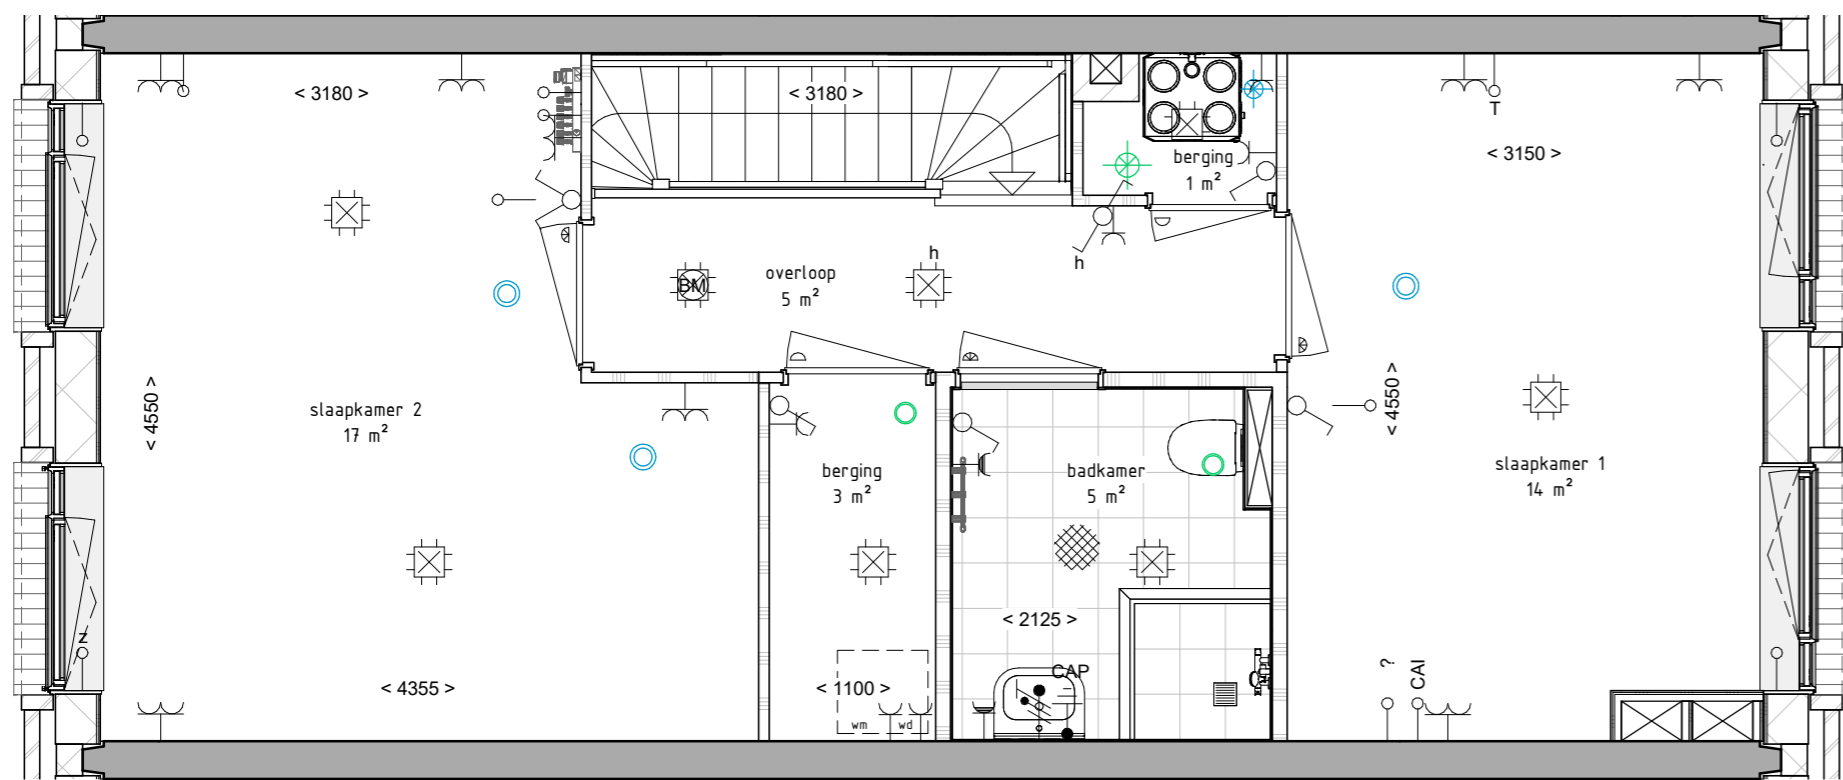 < 3180 >
< 3180 >
T
< 3150 >
berging
1 m²
h
h
BM
overloop
5 m²
< 4550 >
< 4550 >
slaapkamer 2
17 m²
berging
3 m²
badkamer
5 m²
slaapkamer 1
14 m²
z
< 2125 >
CAP
? CAI
< 4355 >
< 1100 >
wm wd